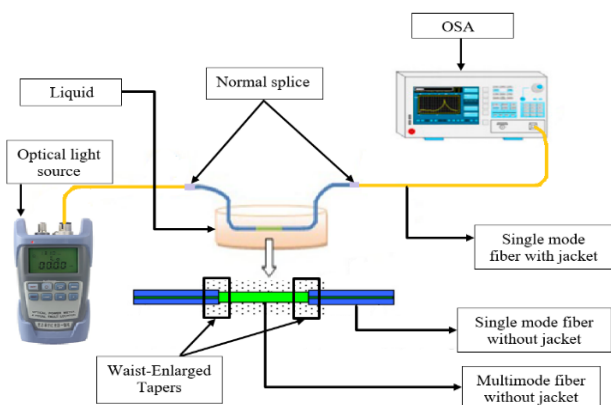 OSA
Normal splice
Liquid
Optical light
source
Single mode
fiber with jacket
Single mode fiber
without jacket
Waist-Enlarged
Tapers
Multimode fiber
without jacket